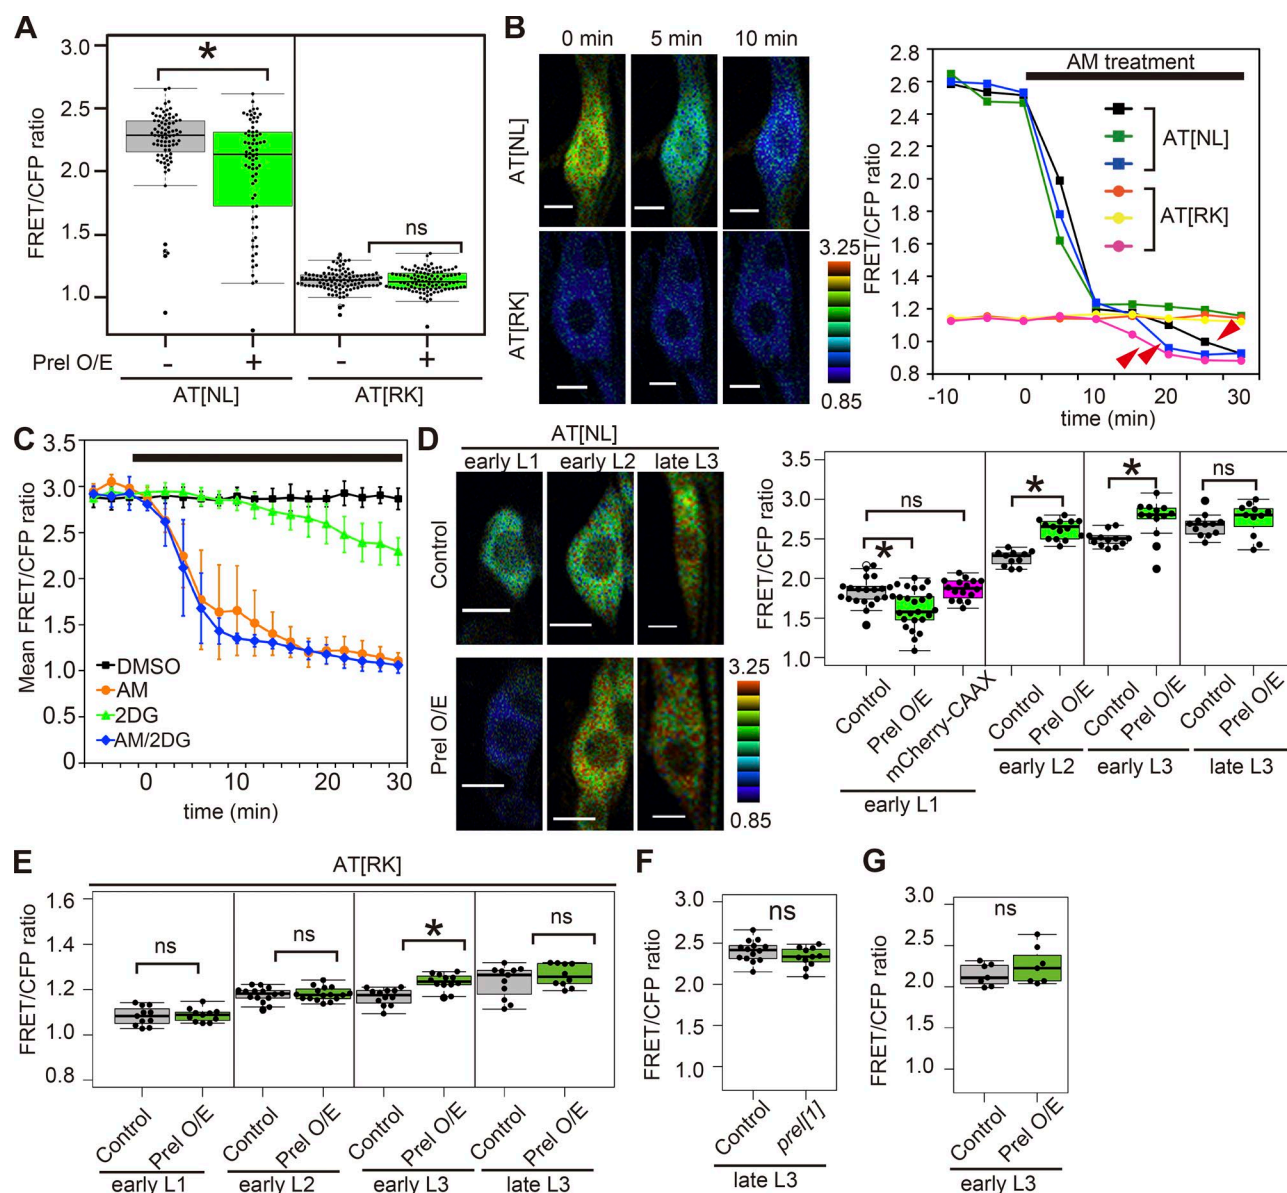 A
3.0
2.5
2.0
1.5
1.0
FRET/CFP ratio
*
ns
Prel O/E
-
+
-
+
AT[NL]
AT[RK]
B
0 min
5 min
10 min
AT[NL]
AT[RK]
3.25
0.85
2.8
2.6
2.4
2.2
2.0
1.8
1.6
1.4
1.2
1.0
0.8
FRET/CFP ratio
AM treatment
AT[NL]
AT[RK]
-10
0
10
20
30
time (min)
C
3.5
3.0
2.5
2.0
1.5
1.0
0.5
0
Mean FRET/CFP ratio
DMSO
AM
2DG
AM/2DG
0
10
20
30
time (min)
D
AT[NL]
early L1
early L2
late L3
Control
Prel O/E
3.25
0.85
3.5
3.0
2.5
2.0
1.5
1.0
FRET/CFP ratio
ns
*
*
*
ns
Control
Prel O/E
mCherry-CAAX
Control
Prel O/E
Control
Prel O/E
Control
Prel O/E
early L1
early L2
early L3
late L3
E
AT[RK]
1.6
1.4
1.2
1.0
0.8
FRET/CFP ratio
ns
ns
*
ns
Control
Prel O/E
Control
Prel O/E
Control
Prel O/E
Control
Prel O/E
early L1
early L2
early L3
late L3
F
3.0
2.5
2.0
1.5
1.0
FRET/CFP ratio
ns
Control
prel[1]
late L3
G
3.0
2.5
2.0
1.5
1.0
FRET/CFP ratio
ns
Control
Prel O/E
early L3